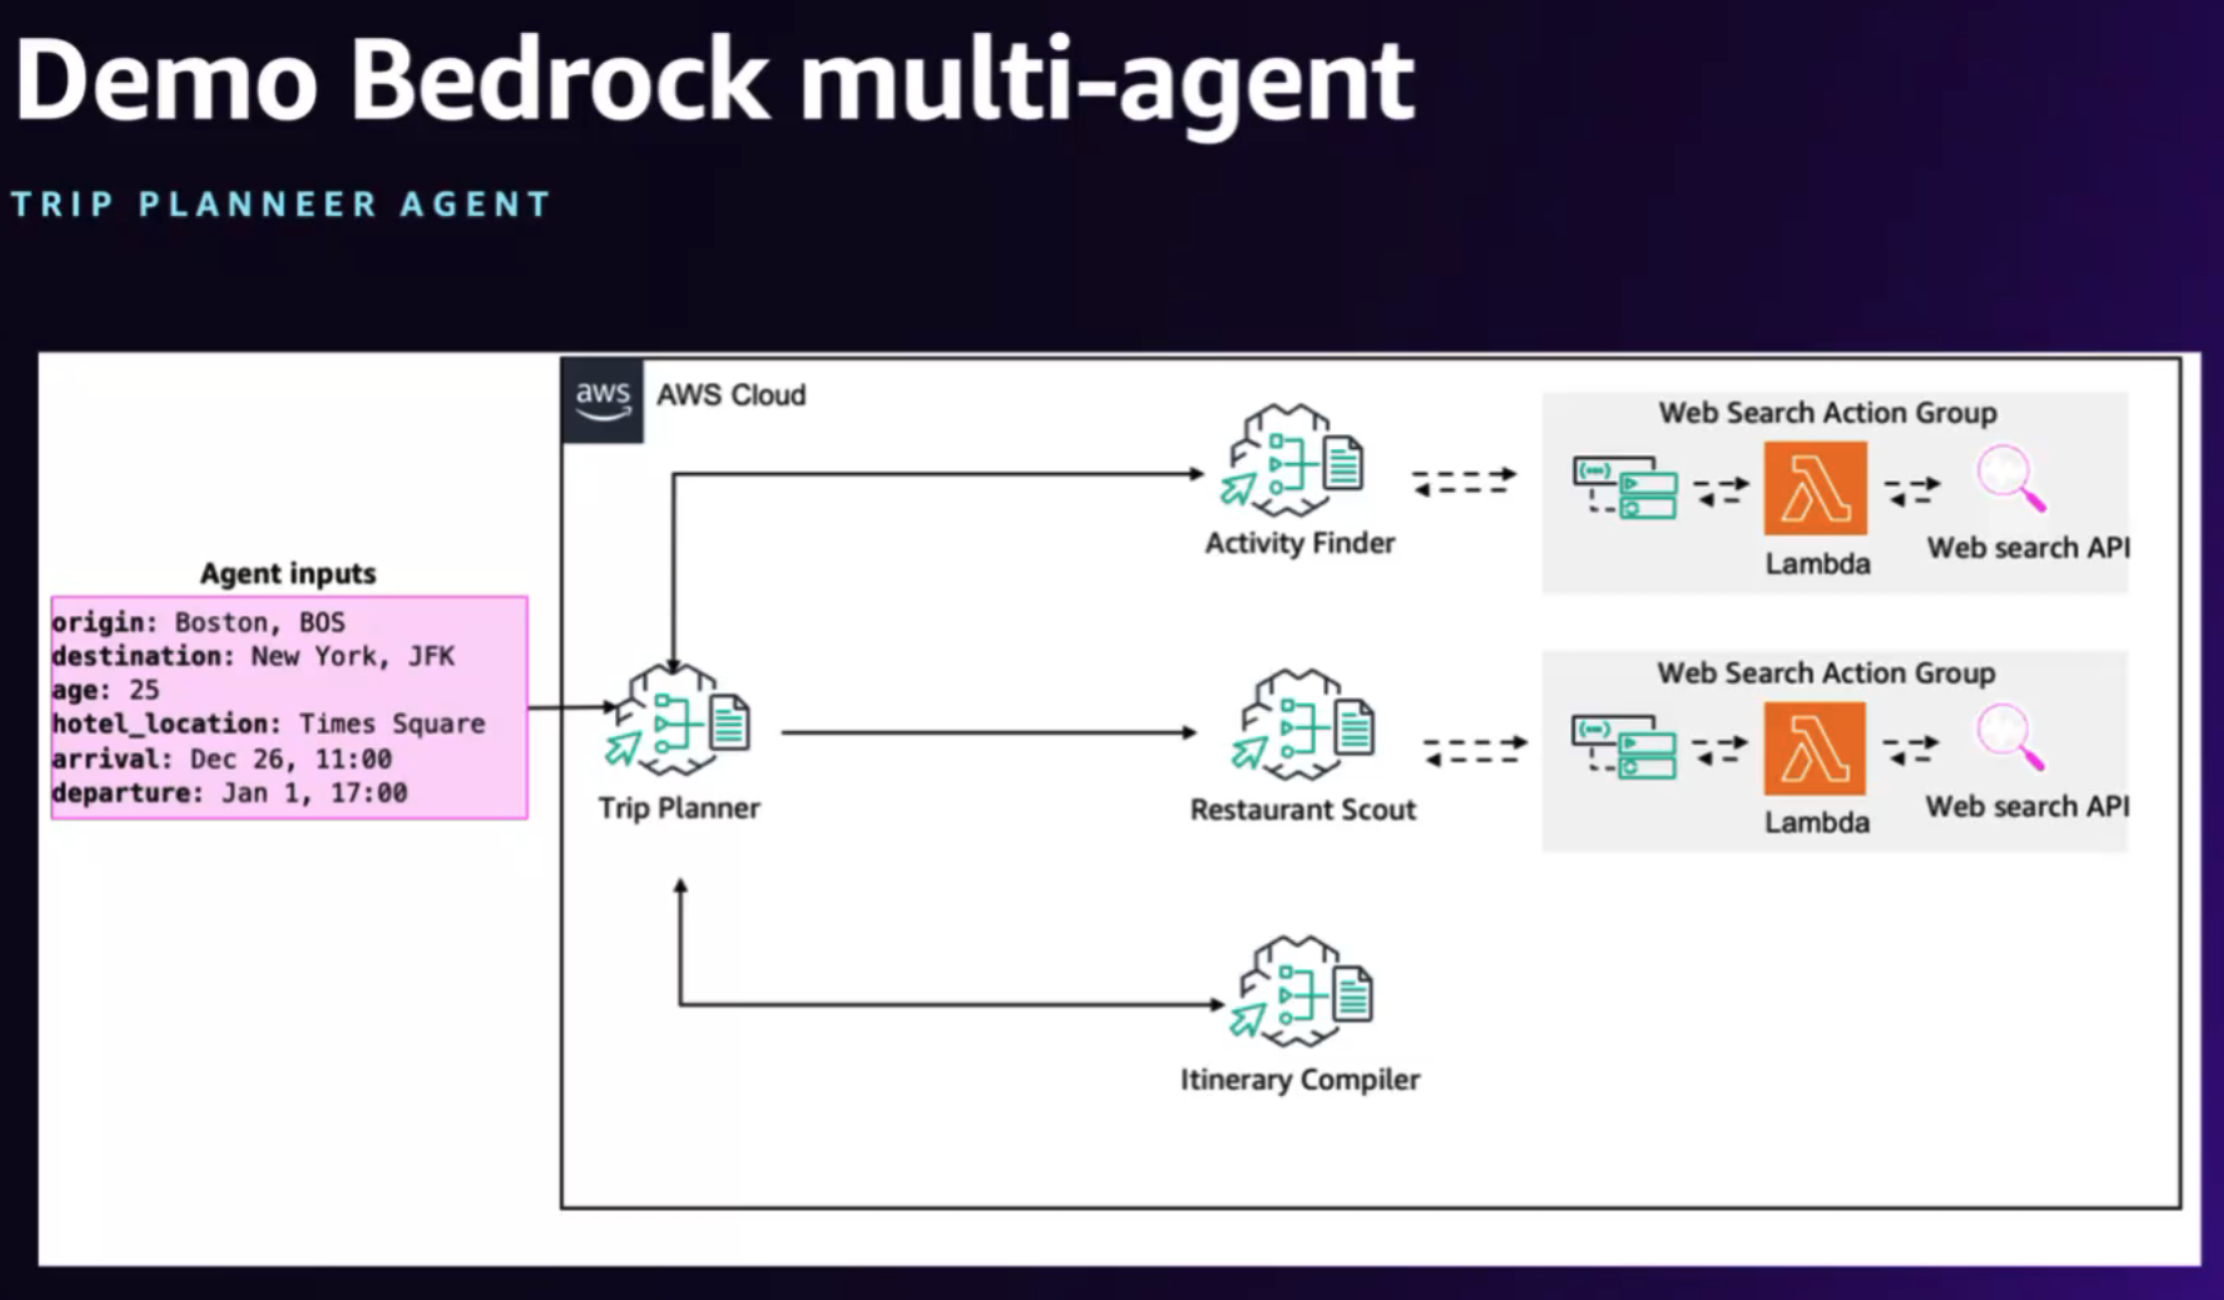 Demo Bedrock multi-agent
TRIP PLANNEER AGENT
aws
AWS Cloud
Agent inputs
origin: Boston, BOS
destination: New York, JFK
age: 25
hotel_location: Times Square
arrival: Dec 26, 11:00
departure: Jan 1, 17:00
Trip Planner
Activity Finder
Web Search Action Group
Lambda
Web search API
Restaurant Scout
Web Search Action Group
Lambda
Web search API
Itinerary Compiler